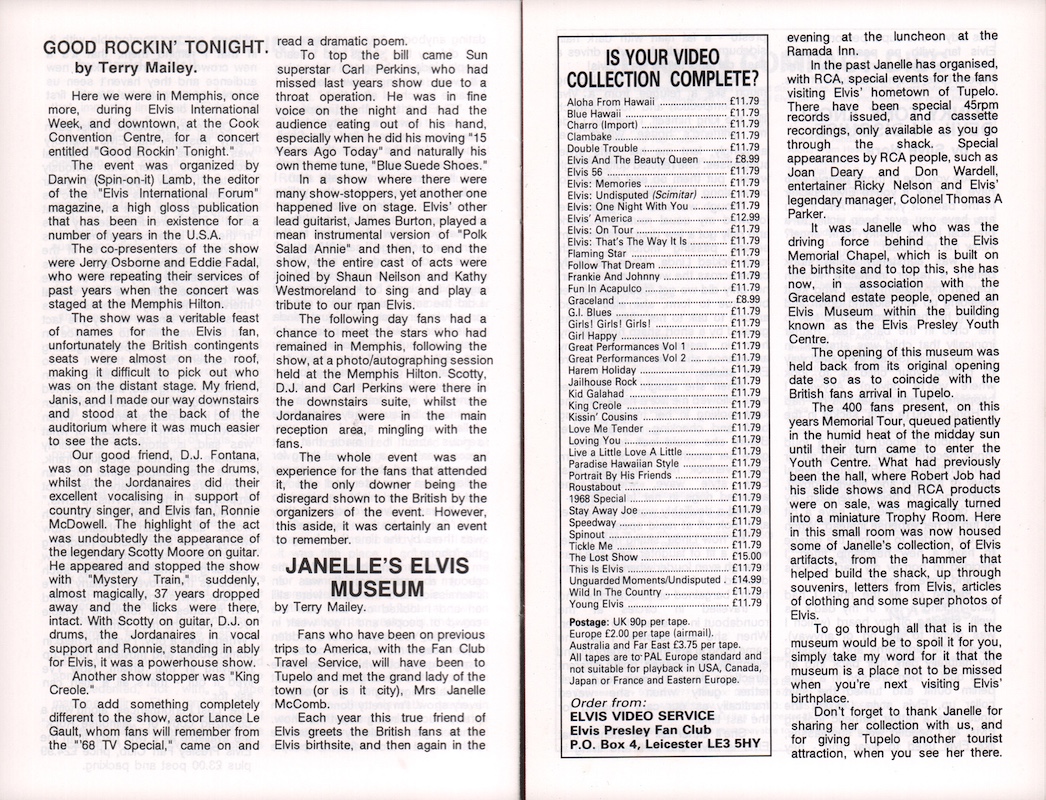 GOOD ROCKIN' TONIGHT.
by Terry Mailey.
Here we were in Memphis, once
more, during Elvis International
Week, and downtown, at the Cook
Convention Centre, for a concert
entitled "Good Rockin' Tonight."
The event was organized by
Darwin (Spin-on-it) Lamb, the editor
of the "Elvis International Forum"
magazine, a high gloss publication
that has been in existence for a
number of years in the U.S.A.
The co-presenters of the show
were Jerry Osborne and Eddie Fadal,
who were repeating their services of
past years when the concert was
staged at the Memphis Hilton.
The show was a veritable feast
of names for the Elvis fan,
unfortunately the British contingents
seats were almost on the roof,
making it difficult to pick out who
was on the distant stage. My friend,
Janis, and I made our way downstairs
and stood at the back of the
auditorium where it was much easier
to see the acts.
Our good friend, D.J. Fontana,
was on stage pounding the drums,
whilst the Jordanaires did their
excellent vocalising in support of
country singer, and Elvis fan, Ronnie
McDowell. The highlight of the act
was undoubtedly the appearance of
the legendary Scotty Moore on guitar.
He appeared and stopped the show
with "Mystery Train," suddenly,
almost magically, 37 years dropped
away and the licks were there,
intact. With Scotty on guitar, D.J. on
drums, the Jordanaires in vocal
support and Ronnie, standing in ably
for Elvis, it was a powerhouse show.
Another show stopper was "King
Creole."
To add something completely
different to the show, actor Lance Le
Gault, whom fans will remember from
the "'68 TV Special," came on and
read a dramatic poem.
To top the bill came Sun
superstar Carl Perkins, who had
missed last years show due to a
throat operation. He was in fine
voice on the night and had the
audience eating out of his hand,
especially when he did his moving "15
Years Ago Today" and naturally his
own theme tune, "Blue Suede Shoes."
In a show where there were
many show-stoppers, yet another one
happened live on stage. Elvis' other
lead guitarist, James Burton, played a
mean instrumental version of "Polk
Salad Annie" and then, to end the
show, the entire cast of acts were
joined by Shaun Neilson and Kathy
Westmoreland to sing and play a
tribute to our man Elvis.
The following day fans had a
chance to meet the stars who had
remained in Memphis, following the
show, at a photo/autographing session
held at the Memphis Hilton. Scotty,
D.J. and Carl Perkins were there in
the downstairs suite, whilst the
Jordanaires were in the main
reception area, mingling with the
fans.
The whole event was an
experience for the fans that attended
it, the only downer being the
disregard shown to the British by the
organizers of the event. However,
this aside, it was certainly an event
to remember.
JANELLE'S ELVIS
MUSEUM
by Terry Mailey.
Fans who have been on previous
trips to America, with the Fan Club
Travel Service, will have been to
Tupelo and met the grand lady of the
town (or is it city), Mrs Janelle
McComb.
Each year this true friend of
Elvis greets the British fans at the
Elvis birthsite, and then again in the
IS YOUR VIDEO
COLLECTION COMPLETE?
Aloha From Hawaii ........ £11.79
Blue Hawaii ........ £11.79
Charro (Import) ........ £11.79
Clambake ........ £11.79
Double Trouble ........ £11.79
Elvis And The Beauty Queen ........ £8.99
Elvis 56 ........ £11.79
Elvis: Memories ........ £11.79
Elvis: Undisputed (Scimitar) ........ £11.79
Elvis: One Night With You ........ £11.79
Elvis' America ........ £12.99
Elvis: On Tour ........ £11.79
Elvis: That's The Way It Is ........ £11.79
Flaming Star ........ £11.79
Follow That Dream ........ £11.79
Frankie And Johnny ........ £11.79
Fun In Acapulco ........ £11.79
Graceland ........ £8.99
G.I. Blues ........ £11.79
Girls! Girls! Girls! ........ £11.79
Girl Happy ........ £11.79
Great Performances Vol 1 ........ £11.79
Great Performances Vol 2 ........ £11.79
Harem Holiday ........ £11.79
Jailhouse Rock ........ £11.79
Kid Galahad ........ £11.79
King Creole ........ £11.79
Kissin' Cousins ........ £11.79
Love Me Tender ........ £11.79
Loving You ........ £11.79
Live a Little Love A Little ........ £11.79
Paradise Hawaiian Style ........ £11.79
Portrait By His Friends ........ £11.79
Roustabout ........ £11.79
1968 Special ........ £11.79
Stay Away Joe ........ £11.79
Speedway ........ £11.79
Spinout ........ £11.79
Tickle Me ........ £11.79
The Lost Show ........ £15.00
This Is Elvis ........ £11.79
Unguarded Moments/Undisputed . £14.99
Wild In The Country ........ £11.79
Young Elvis ........ £11.79
Postage: UK 90p per tape.
Europe £2.00 per tape (airmail).
Australia and Far East £3.75 per tape.
All tapes are to PAL Europe standard and
not suitable for playback in USA, Canada,
Japan or France and Eastern Europe.
Order from:
ELVIS VIDEO SERVICE
Elvis Presley Fan Club
P.O. Box 4, Leicester LE3 5HY
evening at the luncheon at the
Ramada Inn.
In the past Janelle has organised,
with RCA, special events for the fans
visiting Elvis' hometown of Tupelo.
There have been special 45rpm
records issued, and cassette
recordings, only available as you go
through the shack. Special
appearances by RCA people, such as
Joan Deary and Don Wardell,
entertainer Ricky Nelson and Elvis'
legendary manager, Colonel Thomas A
Parker.
It was Janelle who was the
driving force behind the Elvis
Memorial Chapel, which is built on
the birthsite and to top this, she has
now, in association with the
Graceland estate people, opened an
Elvis Museum within the building
known as the Elvis Presley Youth
Centre.
The opening of this museum was
held back from its original opening
date so as to coincide with the
British fans arrival in Tupelo.
The 400 fans present, on this
years Memorial Tour, queued patiently
in the humid heat of the midday sun
until their turn came to enter the
Youth Centre. What had previously
been the hall, where Robert Job had
his slide shows and RCA products
were on sale, was magically turned
into a miniature Trophy Room. Here
in this small room was now housed
some of Janelle's collection, of Elvis
artifacts, from the hammer that
helped build the shack, up through
souvenirs, letters from Elvis, articles
of clothing and some super photos of
Elvis.
To go through all that is in the
museum would be to spoil it for you,
simply take my word for it that the
museum is a place not to be missed
when you're next visiting Elvis'
birthplace.
Don't forget to thank Janelle for
sharing her collection with us, and
for giving Tupelo another tourist
attraction, when you see her there.